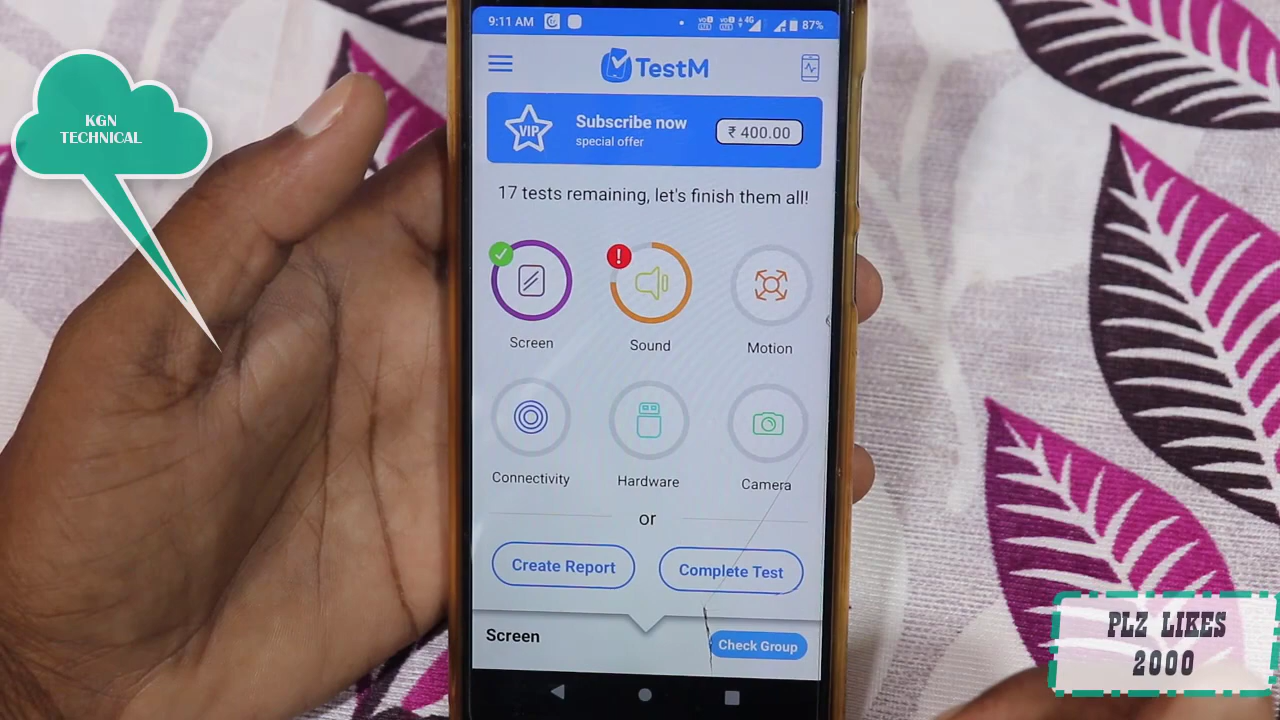 9:11 AM
4G
87%
KGN
TECHNICAL
TestM
VIP
Subscribe now
special offer
₹ 400.00
17 tests remaining, let's finish them all!
Screen
Sound
Motion
Connectivity
Hardware
Camera
or
Create Report
Complete Test
Screen
Check Group
PLZ LIKES
2000